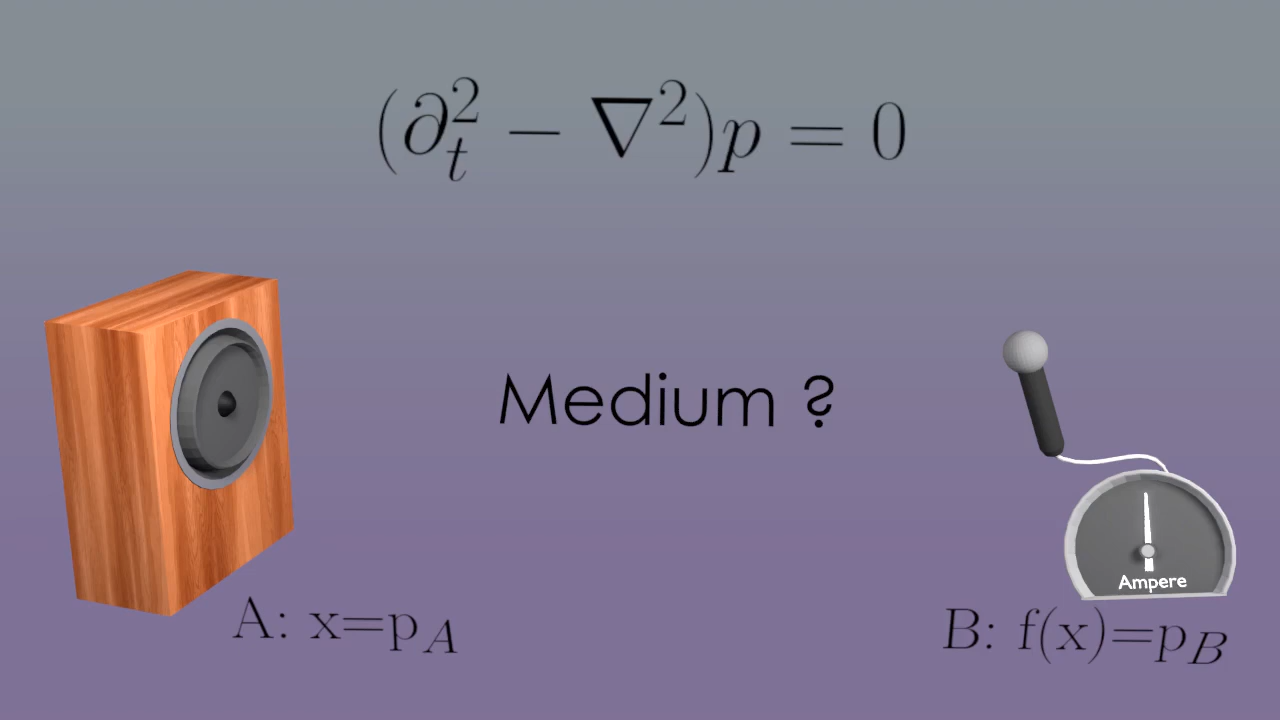 (∂_t^2 − ∇^2)p = 0
Medium ?
Ampere
A: x=p_A
B: f(x)=p_B